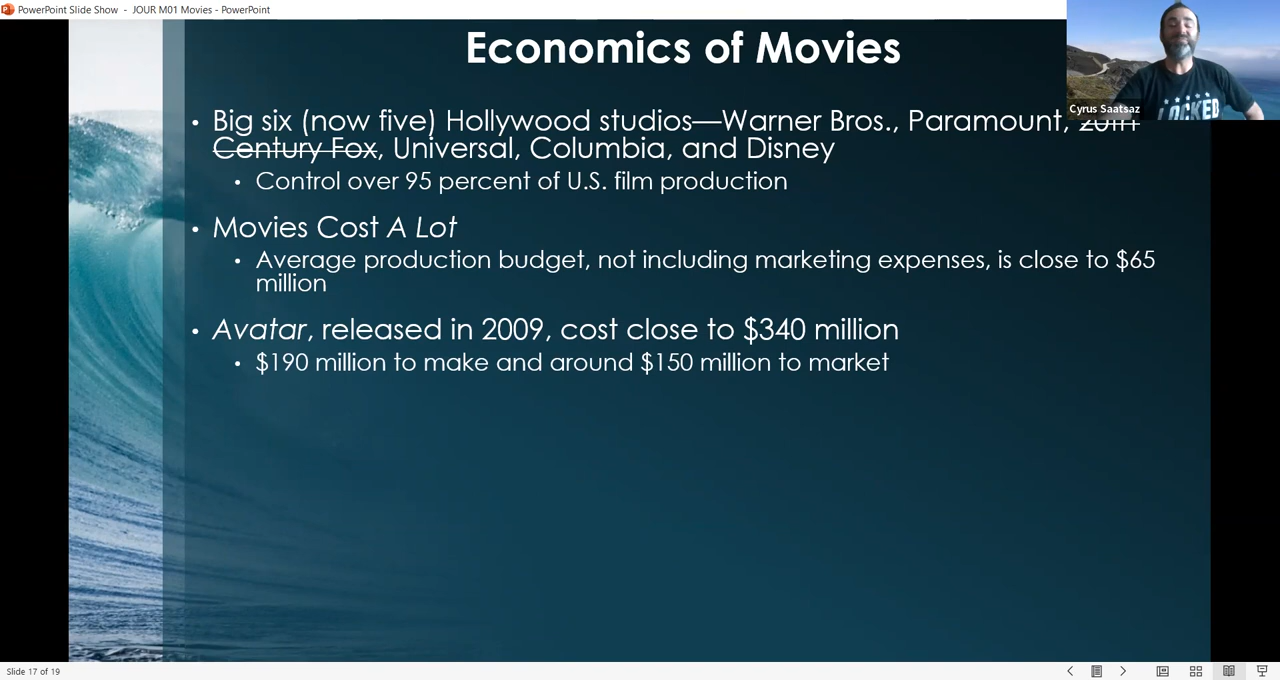 PowerPoint Slide Show - JOUR M01 Movies - PowerPoint
Economics of Movies
• Big six (now five) Hollywood studios—Warner Bros., Paramount, 20th
Century Fox, Universal, Columbia, and Disney
• Control over 95 percent of U.S. film production
• Movies Cost A Lot
• Average production budget, not including marketing expenses, is close to $65
million
• Avatar, released in 2009, cost close to $340 million
• $190 million to make and around $150 million to market
LOCKED
Cyrus Saatsaz
Slide 17 of 19